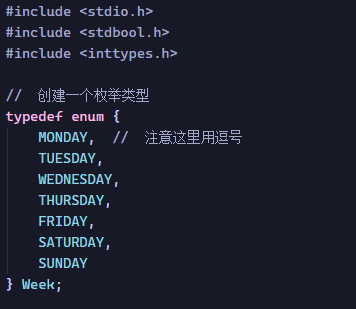 #include <stdio.h>
#include <stdbool.h>
#include <inttypes.h>
// 创建一个枚举类型
typedef enum {
MONDAY, // 注意这里用逗号
TUESDAY,
WEDNESDAY,
THURSDAY,
FRIDAY,
SATURDAY,
SUNDAY
} Week;